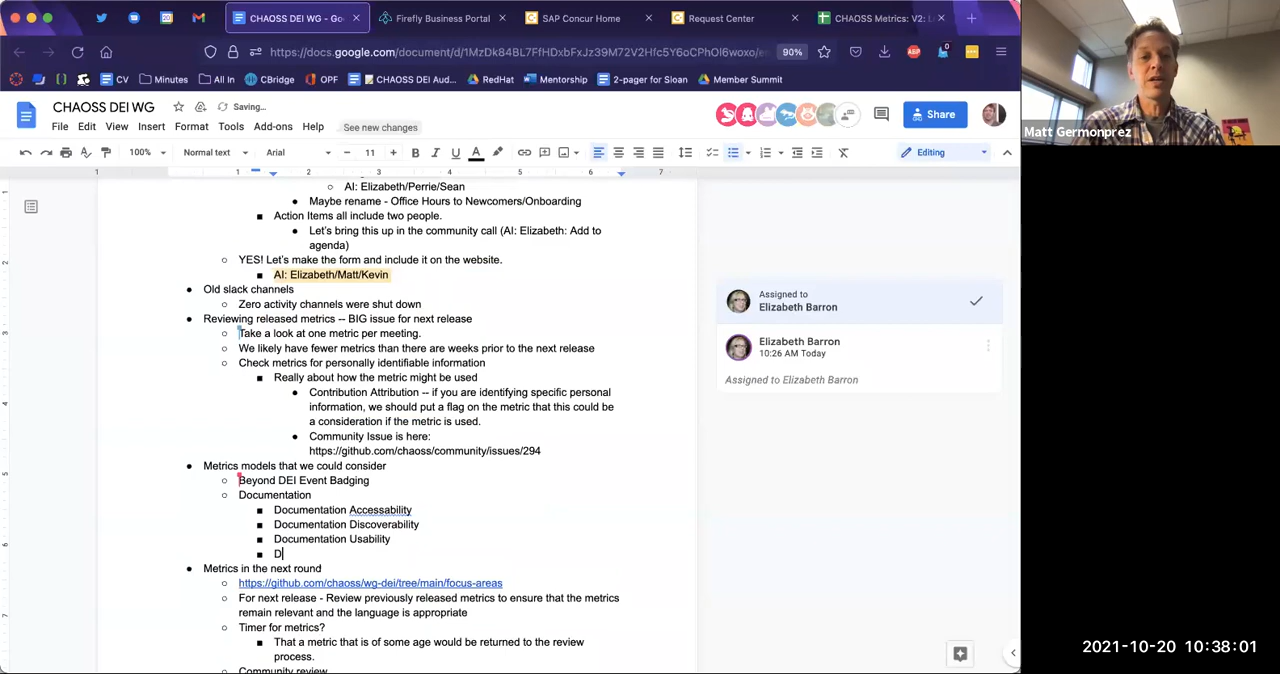 CHAOSS DEI WG - Go
Firefly Business Portal
SAP Concur Home
Request Center
CHAOSS Metrics: V2: L
https://docs.google.com/document/d/1MzDk84BL7FfHDxbFxJz39M72V2Hfc5Y6oCPhOl6woxo/e
90%
CV
Minutes
All In
CBridge
OPF
CHAOSS DEI Aud...
RedHat
Mentorship
2-pager for Sloan
Member Summit
CHAOSS DEI WG
Saving…
File Edit View Insert Format Tools Add-ons Help
See new changes
Share
100%
Normal text
Arial
11
Editing
AI: Elizabeth/Perrie/Sean
Maybe rename - Office Hours to Newcomers/Onboarding
Action Items all include two people.
Let's bring this up in the community call (AI: Elizabeth: Add to
agenda)
YES! Let's make the form and include it on the website.
AI: Elizabeth/Matt/Kevin
Old slack channels
Zero activity channels were shut down
Reviewing released metrics -- BIG issue for next release
Take a look at one metric per meeting.
We likely have fewer metrics than there are weeks prior to the next release
Check metrics for personally identifiable information
Really about how the metric might be used
Contribution Attribution -- if you are identifying specific personal
information, we should put a flag on the metric that this could be
a consideration if the metric is used.
Community Issue is here:
https://github.com/chaoss/community/issues/294
Metrics models that we could consider
Beyond DEI Event Badging
Documentation
Documentation Accessability
Documentation Discoverability
Documentation Usability
D
Metrics in the next round
https://github.com/chaoss/wg-dei/tree/main/focus-areas
For next release - Review previously released metrics to ensure that the metrics
remain relevant and the language is appropriate
Timer for metrics?
That a metric that is of some age would be returned to the review
process.
Community review
Assigned to
Elizabeth Barron
Elizabeth Barron
10:26 AM Today
Assigned to Elizabeth Barron
Matt Germonprez
2021-10-20 10:38:01